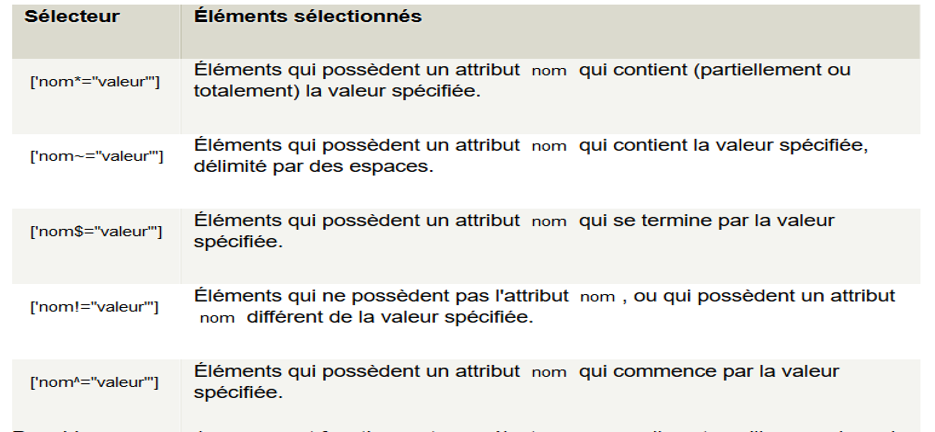 Sélecteur Éléments sélectionnés
['nom*="valeur"'] Éléments qui possèdent un attribut nom qui contient (partiellement ou
totalement) la valeur spécifiée.
['nom~="valeur"'] Éléments qui possèdent un attribut nom qui contient la valeur spécifiée,
délimité par des espaces.
['nom$="valeur"'] Éléments qui possèdent un attribut nom qui se termine par la valeur
spécifiée.
['nom!="valeur"'] Éléments qui ne possèdent pas l'attribut nom , ou qui possèdent un attribut
nom différent de la valeur spécifiée.
['nom^="valeur"'] Éléments qui possèdent un attribut nom qui commence par la valeur
spécifiée.